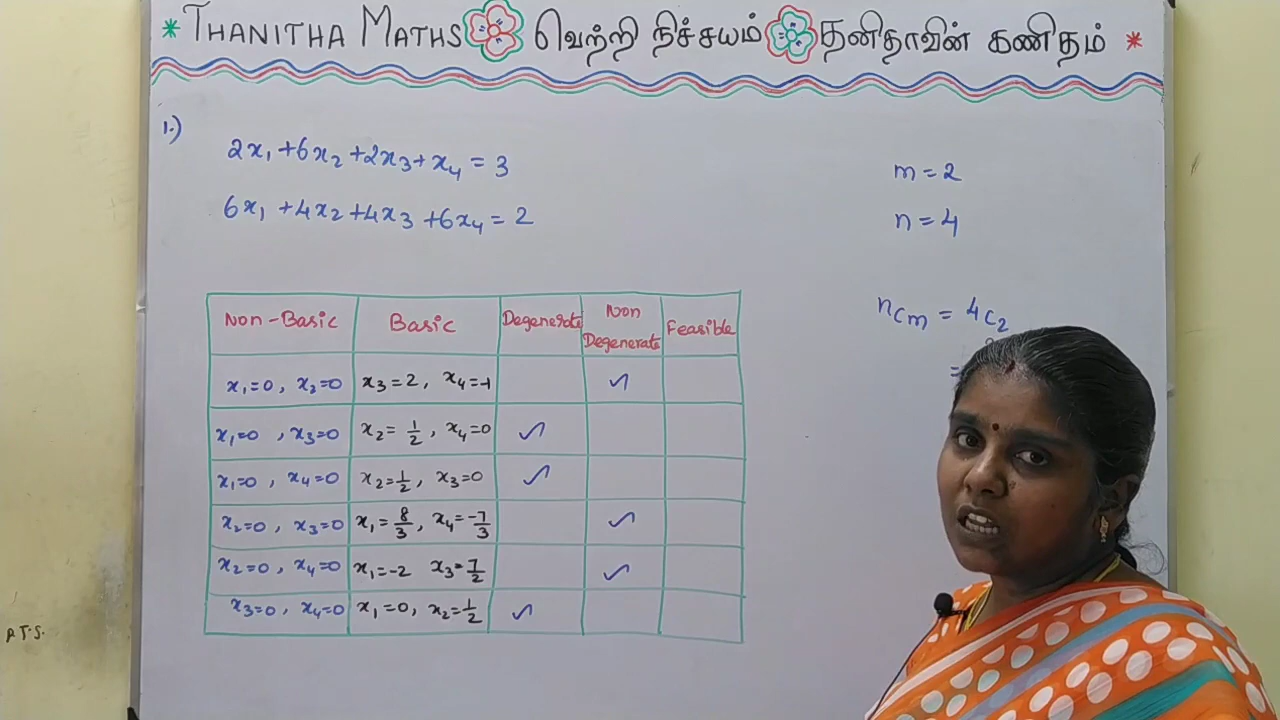 * THANITHA MATHS வெற்றி நிச்சயம் தனிதாவின் கணிதம் *
1.)
2x₁ + 6x₂ + 2x₃ + x₄ = 3
6x₁ + 4x₂ + 4x₃ + 6x₄ = 2
m = 2
n = 4
nCm = 4C₂
=
Non-Basic | Basic | Degenerate | Non Degenerate | Feasible
x₁=0, x₂=0 | x₃=2, x₄=-1 | | ✓ |
x₁=0, x₃=0 | x₂=1/2, x₄=0 | ✓ | |
x₁=0, x₄=0 | x₂=1/2, x₃=0 | ✓ | |
x₂=0, x₃=0 | x₁=8/3, x₄=-7/3 | | ✓ |
x₂=0, x₄=0 | x₁=-2 x₃=7/2 | | ✓ |
x₃=0, x₄=0 | x₁=0, x₂=1/2 | ✓ | |
P.T.S.